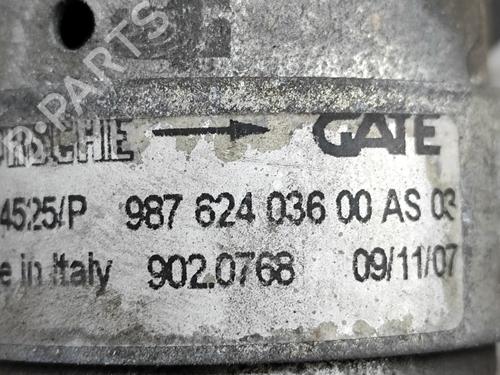 PORSCHE GATE
4525/P 987 624 036 00 AS 03
e in Italy 902.0768 09/11/07
B-PARTS